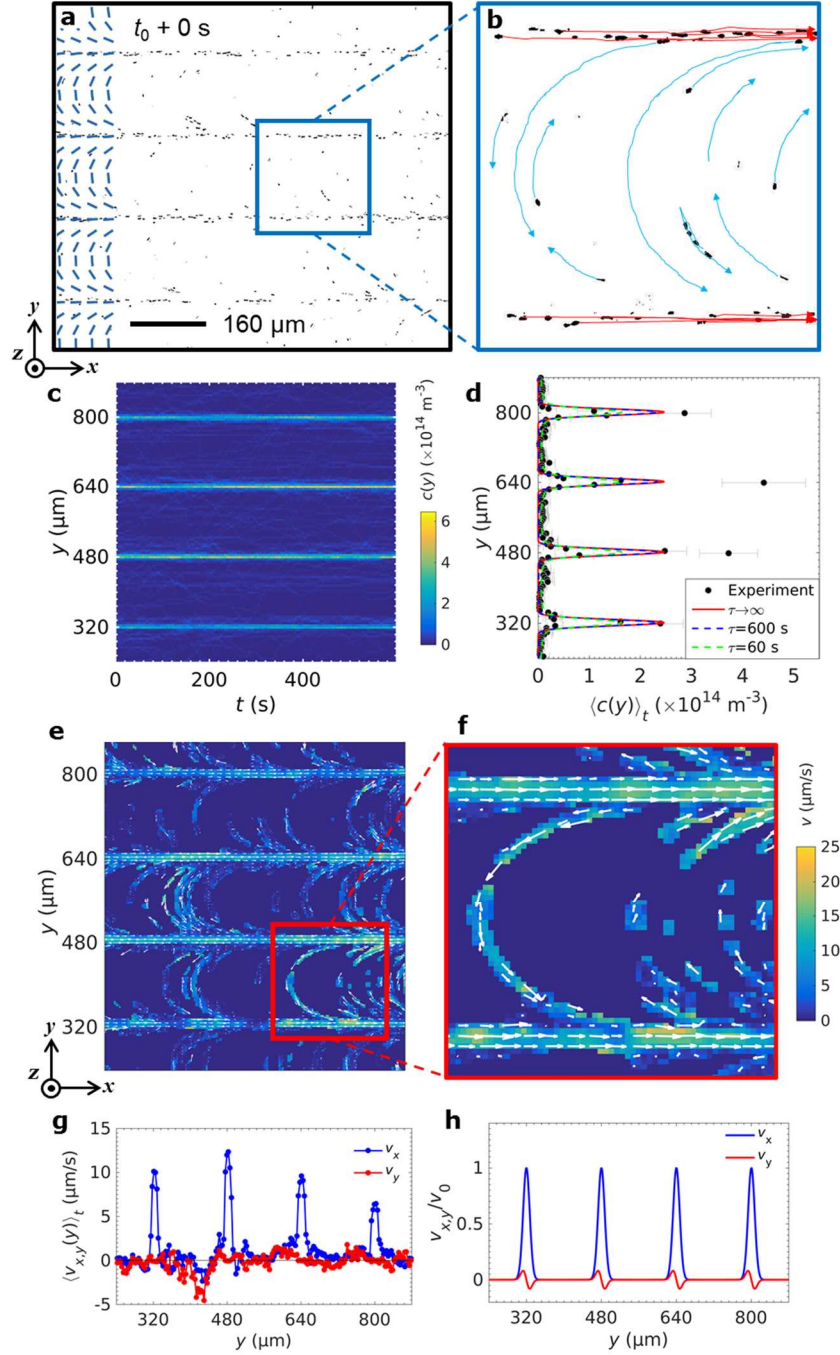 a
t₀ + 0 s
160 μm
y
z
x
b
c
800
640
480
320
y (μm)
0 200 400
t (s)
6
4
2
0
c(y) (×10¹⁴ m⁻³)
d
800
640
480
320
y (μm)
Experiment
τ→∞
τ=600 s
τ=60 s
0 1 2 3 4 5
⟨c(y)⟩ₜ (×10¹⁴ m⁻³)
e
800
640
480
320
y (μm)
y
z
x
f
25
20
15
10
5
0
v (μm/s)
g
15
10
5
0
-5
⟨vₓ,y(y)⟩ₜ (μm/s)
vₓ
v_y
320 480 640 800
y (μm)
h
1
0.5
0
vₓ,y/v₀
vₓ
v_y
320 480 640 800
y (μm)